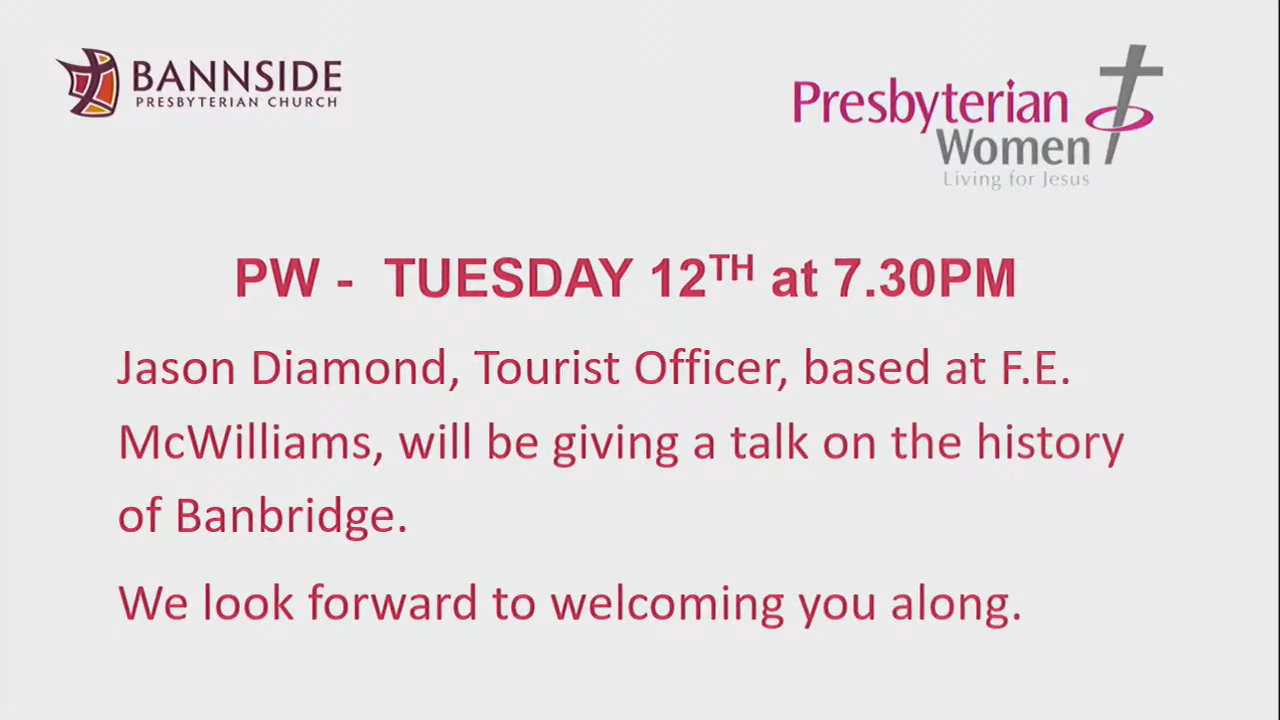 BANNSIDE
PRESBYTERIAN CHURCH
Presbyterian
Women
Living for Jesus
PW - TUESDAY 12TH at 7.30PM
Jason Diamond, Tourist Officer, based at F.E.
McWilliams, will be giving a talk on the history
of Banbridge.
We look forward to welcoming you along.